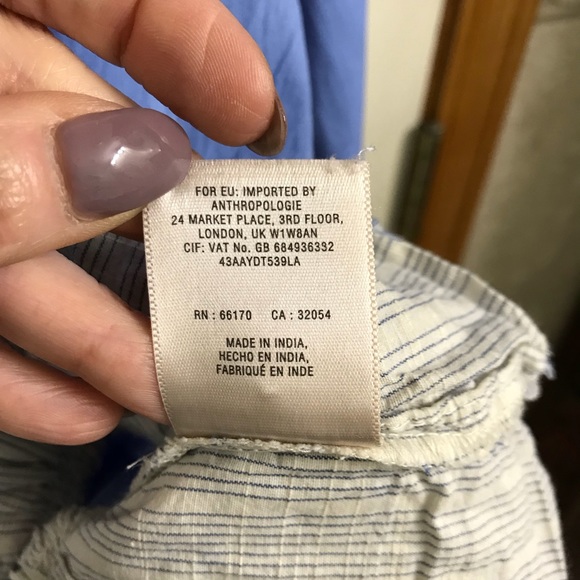 FOR EU: IMPORTED BY
ANTHROPOLOGIE
24 MARKET PLACE, 3RD FLOOR,
LONDON, UK W1W8AN
CIF: VAT No. GB 684936332
43AAYDT539LA
RN : 66170 CA : 32054
MADE IN INDIA,
HECHO EN INDIA,
FABRIQUÉ EN INDE